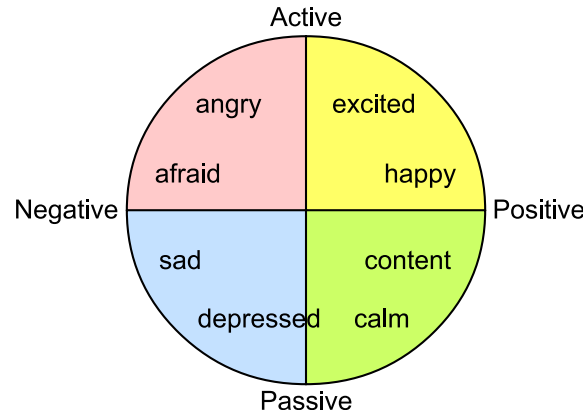 Active
angry excited
afraid happy
Negative Positive
sad content
depressed calm
Passive